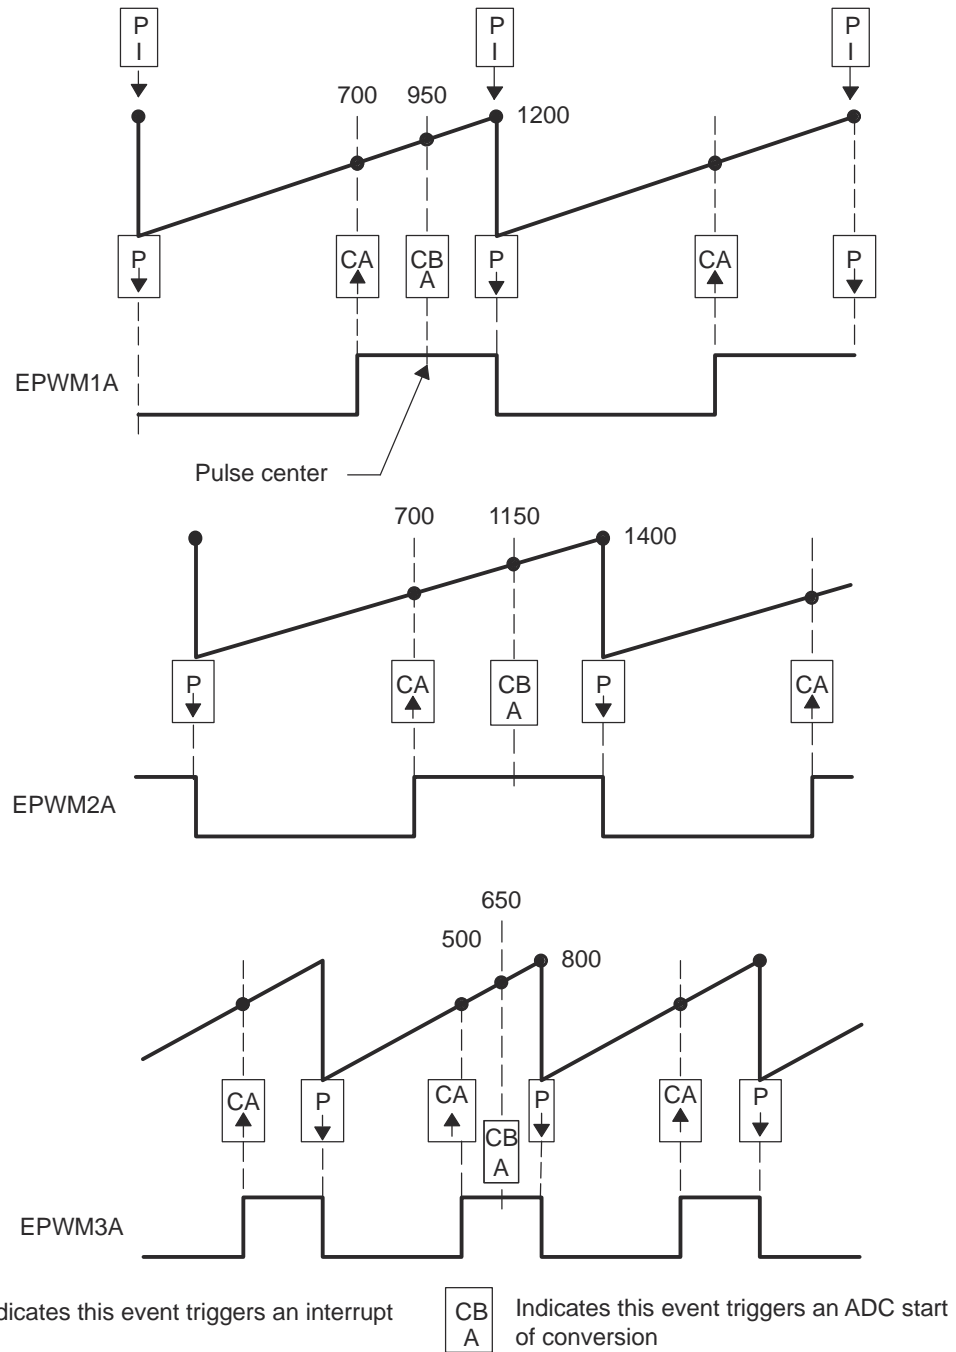 P
I
P
I
P
I
700
950
1200
P
CA
CB
A
P
CA
P
EPWM1A
Pulse center
700
1150
1400
P
CA
CB
A
P
CA
EPWM2A
650
500
800
CA
P
CA
P
CA
P
CB
A
EPWM3A
dicates this event triggers an interrupt
CB
A
Indicates this event triggers an ADC start
of conversion